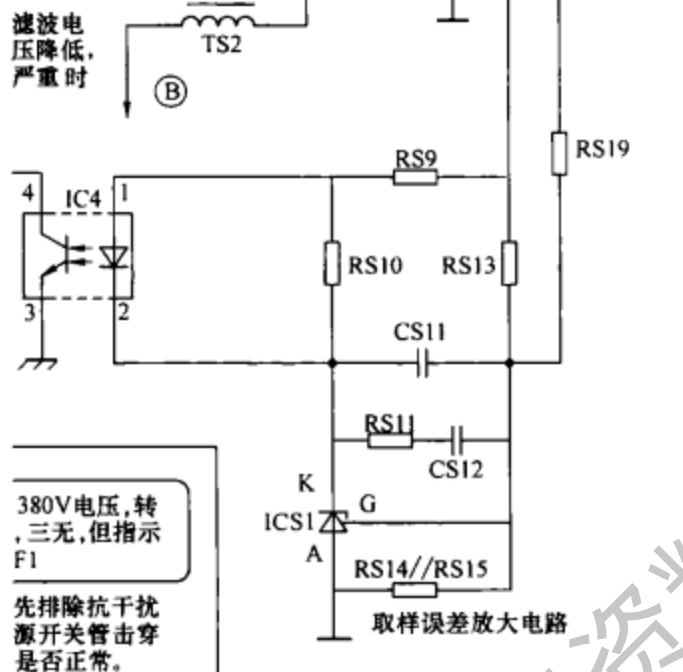 滤波电
压降低,
严重时
TS2
B
RS19
RS9
4
IC4
1
RS10
RS13
3
2
CS11
RS11
CS12
K
G
ICS1
A
RS14//RS15
取样误差放大电路
380V电压,转
,三无,但指示
F1
先排除抗干扰
源开关管击穿
是否正常。
资料